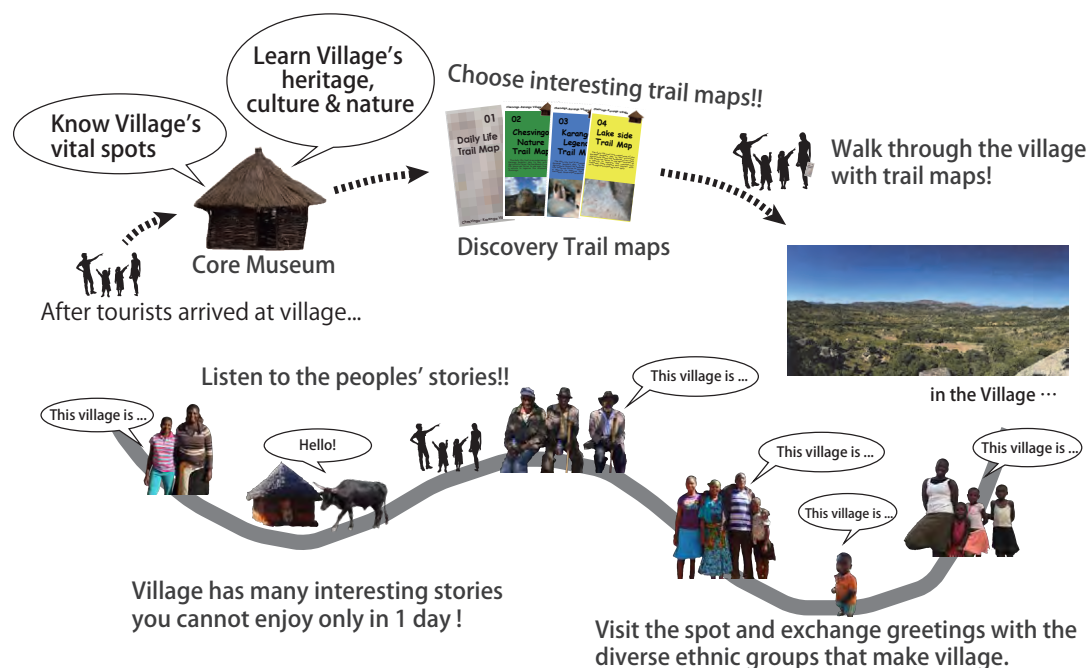 Know Village's
vital spots
Learn Village's
heritage,
culture & nature
Choose interesting trail maps!!
01
Daily Life
Trail Map
02
Chesvingo
Nature
Trail Map
03
Karanga
Legend
Trail M
04
Lake side
Trail Map
Walk through the village
with trail maps!
Core Museum
Discovery Trail maps
After tourists arrived at village...
in the Village ...
Listen to the peoples' stories!!
This village is ...
Hello!
This village is ...
This village is ...
This village is ...
This village is ...
Village has many interesting stories
you cannot enjoy only in 1 day !
Visit the spot and exchange greetings with the
diverse ethnic groups that make village.